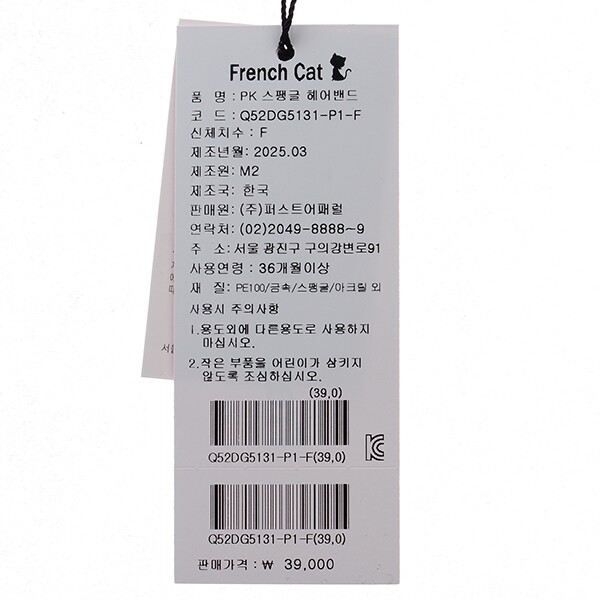 French Cat
품 명 : PK 스팽글 헤어밴드
코 드 : Q52DG5131-P1-F
신체치수 : F
제조년월: 2025.03
제조원: M2
제조국: 한국
판매원: (주)퍼스트어패럴
연락처: (02)2049-8888~9
주 소: 서울 광진구 구의강변로91
사용연령 : 36개월이상
재 질: PE100/금속/스팽글/아크릴 외
사용시 주의사항
1.용도외에 다른용도로 사용하지
마십시오.
2.작은 부품을 어린이가 삼키지
않도록 조심하십시오.
(39,0)
Q52DG5131-P1-F(39,0)
Q52DG5131-P1-F(39,0)
판매가격 : ₩ 39,000